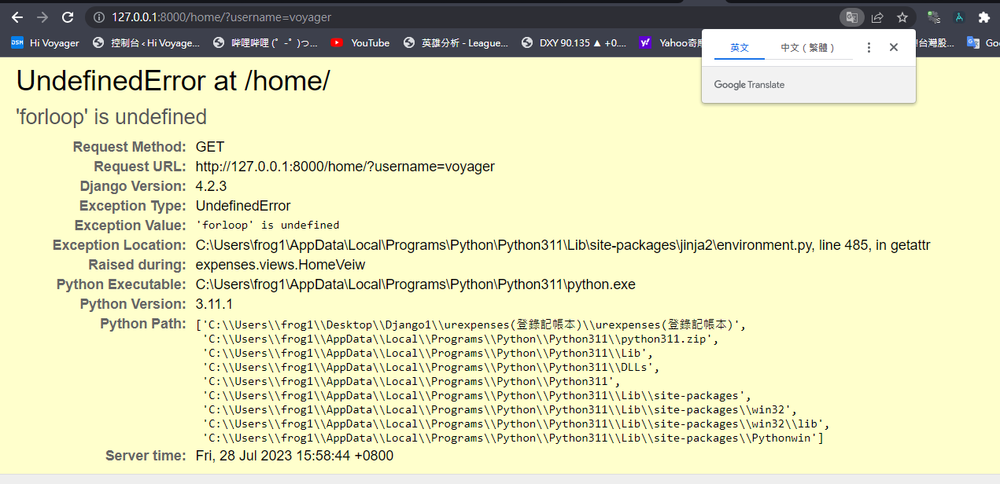 127.0.0.1:8000/home/?username=voyager
Hi Voyager
控制台 ‹ Hi Voyage...
哔哩哔哩 (゜-゜)つ...
YouTube
英雄分析 - League...
DXY 90.135 ▲ +0....
Yahoo奇摩
!台灣股...
Goo
英文
中文（繁體）
Google Translate
UndefinedError at /home/
'forloop' is undefined
Request Method: GET
Request URL: http://127.0.0.1:8000/home/?username=voyager
Django Version: 4.2.3
Exception Type: UndefinedError
Exception Value: 'forloop' is undefined
Exception Location: C:\Users\frog1\AppData\Local\Programs\Python\Python311\Lib\site-packages\jinja2\environment.py, line 485, in getattr
Raised during: expenses.views.HomeVeiw
Python Executable: C:\Users\frog1\AppData\Local\Programs\Python\Python311\python.exe
Python Version: 3.11.1
Python Path: ['C:\\Users\\frog1\\Desktop\\Django1\\urexpenses(登錄記帳本)\\urexpenses(登錄記帳本)',
'C:\\Users\\frog1\\AppData\\Local\\Programs\\Python\\Python311\\python311.zip',
'C:\\Users\\frog1\\AppData\\Local\\Programs\\Python\\Python311\\Lib',
'C:\\Users\\frog1\\AppData\\Local\\Programs\\Python\\Python311\\DLLs',
'C:\\Users\\frog1\\AppData\\Local\\Programs\\Python\\Python311',
'C:\\Users\\frog1\\AppData\\Local\\Programs\\Python\\Python311\\Lib\\site-packages',
'C:\\Users\\frog1\\AppData\\Local\\Programs\\Python\\Python311\\Lib\\site-packages\\win32',
'C:\\Users\\frog1\\AppData\\Local\\Programs\\Python\\Python311\\Lib\\site-packages\\win32\\lib',
'C:\\Users\\frog1\\AppData\\Local\\Programs\\Python\\Python311\\Lib\\site-packages\\Pythonwin']
Server time: Fri, 28 Jul 2023 15:58:44 +0800